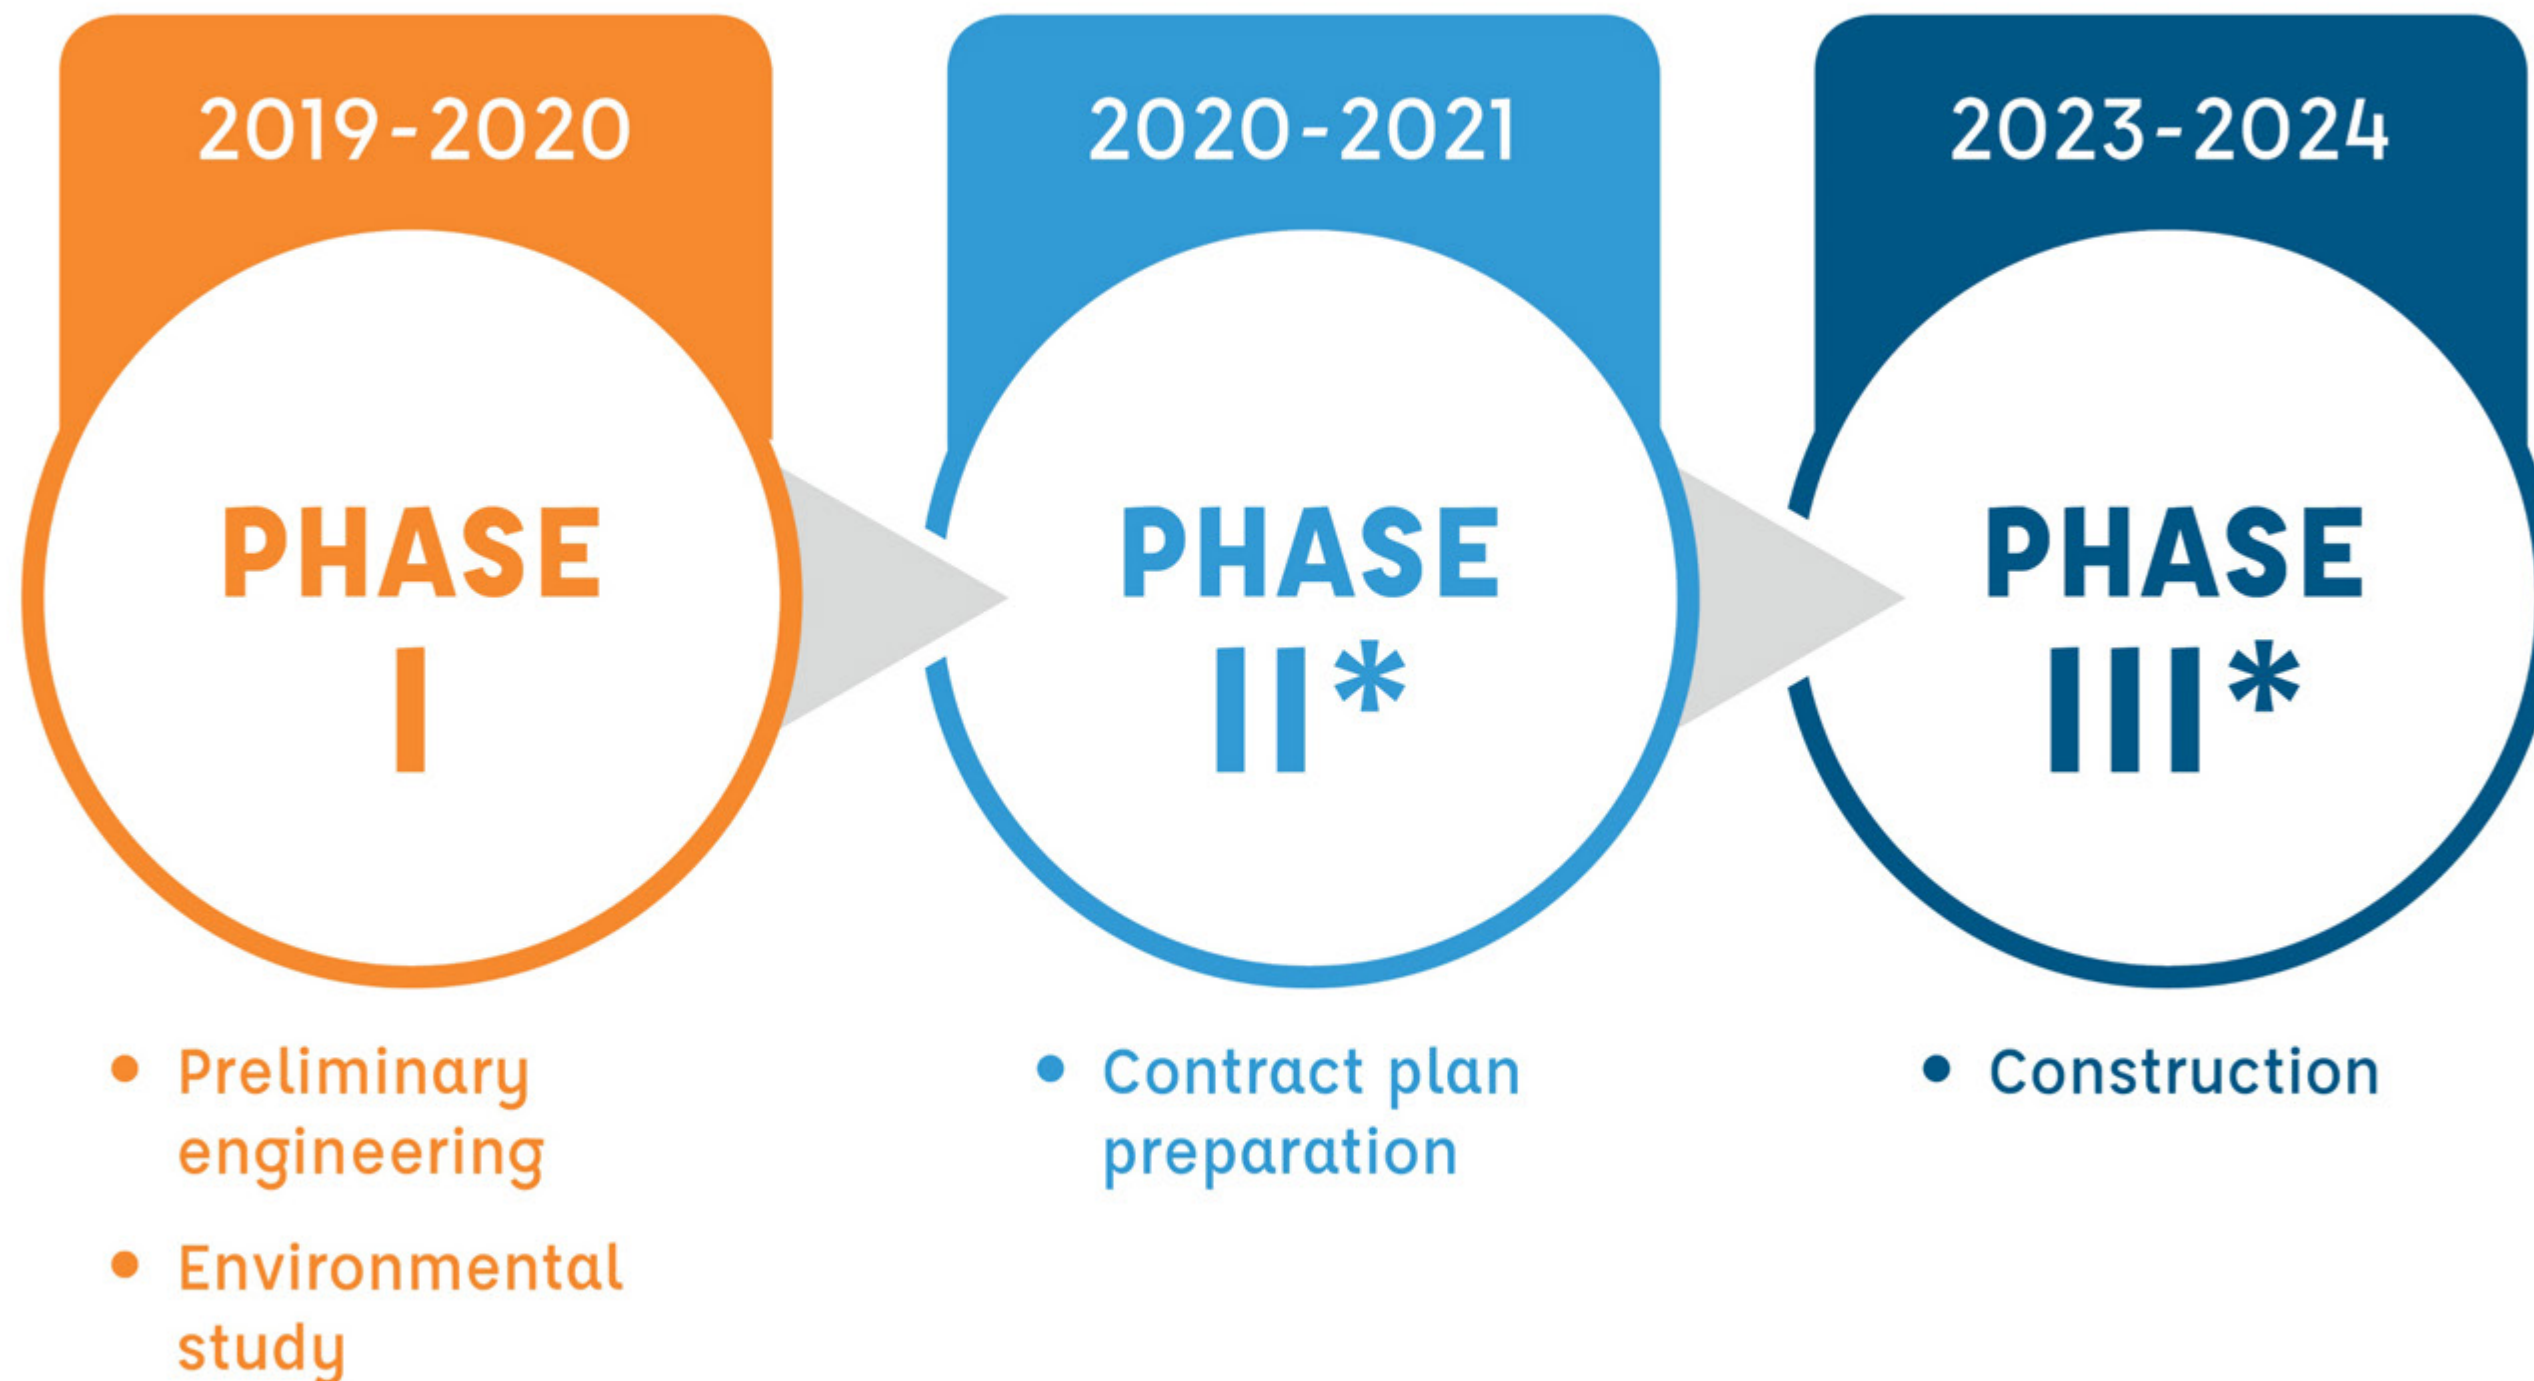 2019-2020
PHASE
I
• Preliminary
engineering
• Environmental
study
2020-2021
PHASE
II*
• Contract plan
preparation
2023-2024
PHASE
III*
• Construction